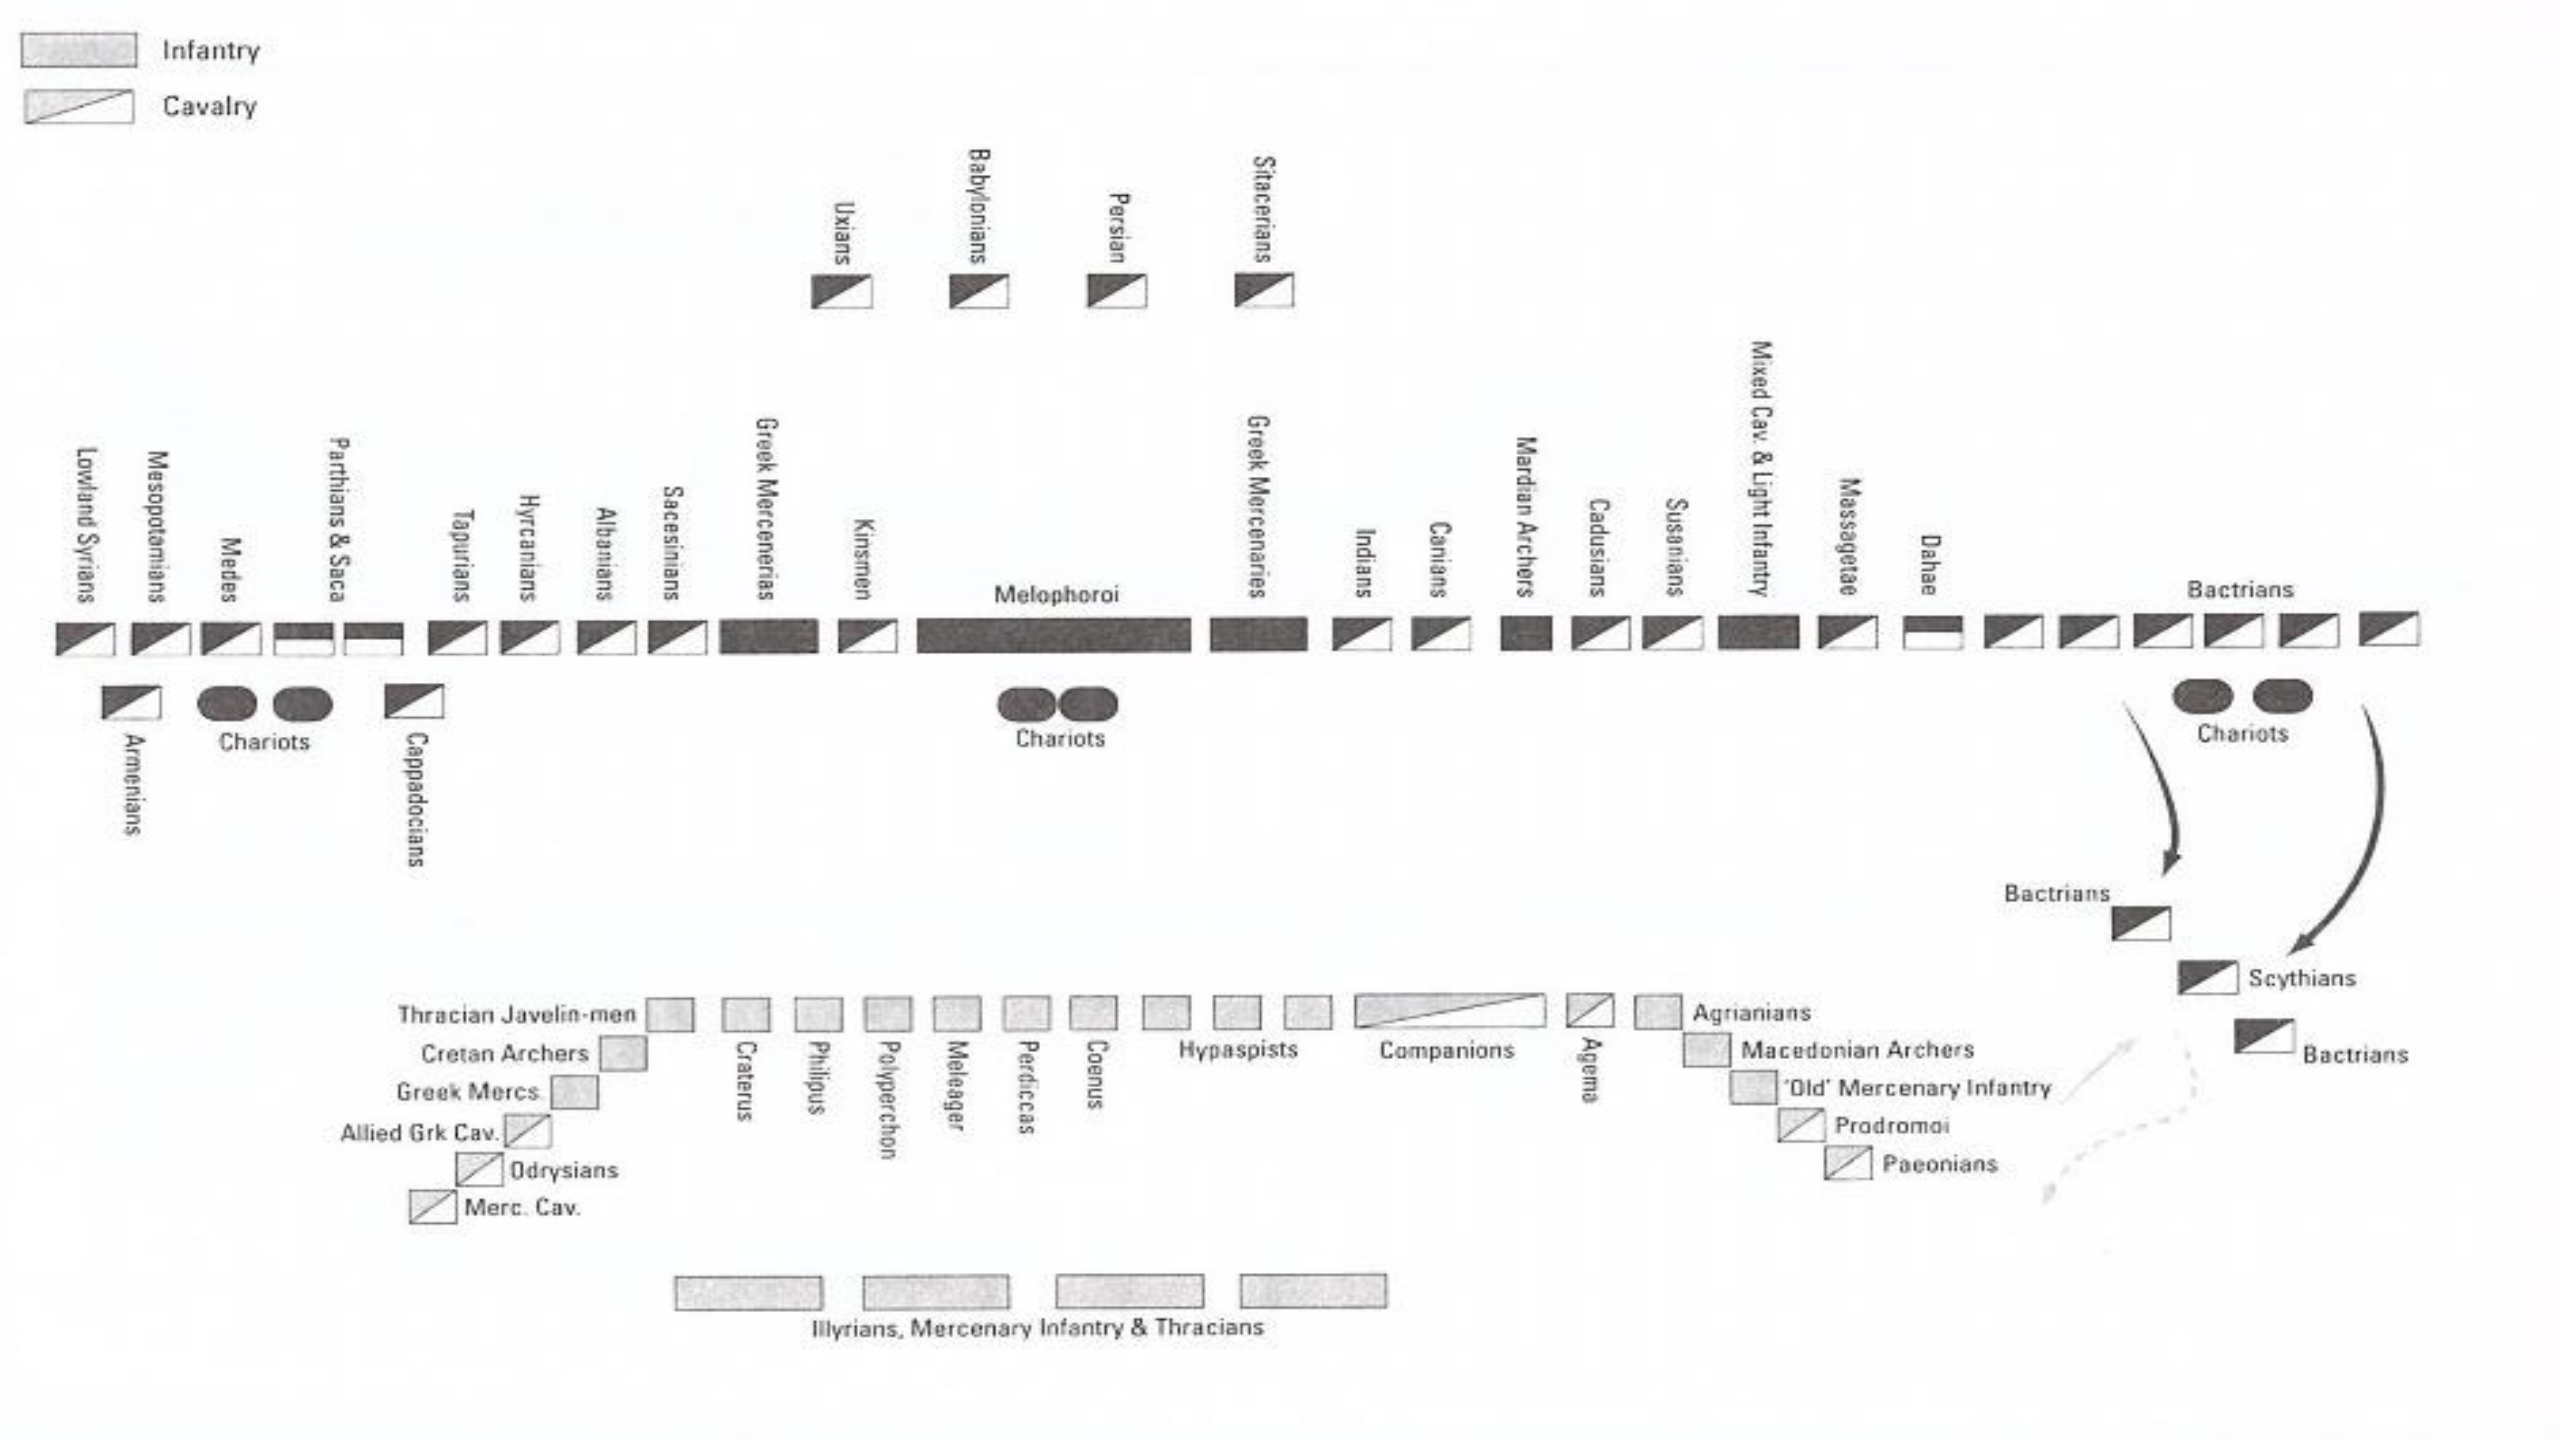 Infantry
Cavalry
Uxians
Babylonians
Persian
Sitacerians
Lowland Syrians
Mesopotamians
Medes
Parthians & Saca
Tapurians
Hyrcanians
Albanians
Sacesinians
Greek Mercenerias
Kinsmen
Melophoroi
Greek Mercenaries
Indians
Canians
Mardian Archers
Cadusians
Susanians
Mixed Cav. & Light Infantry
Massagetae
Dahae
Bactrians
Armenians
Chariots
Cappadocians
Chariots
Chariots
Bactrians
Scythians
Bactrians
Thracian Javelin-men
Cretan Archers
Greek Mercs.
Allied Grk Cav.
Odrysians
Merc. Cav.
Craterus
Philipus
Polyperchon
Meleager
Perdiccas
Coenus
Hypaspists
Companions
Agema
Agrianians
Macedonian Archers
'Old' Mercenary Infantry
Prodromoi
Paeonians
Illyrians, Mercenary Infantry & Thracians